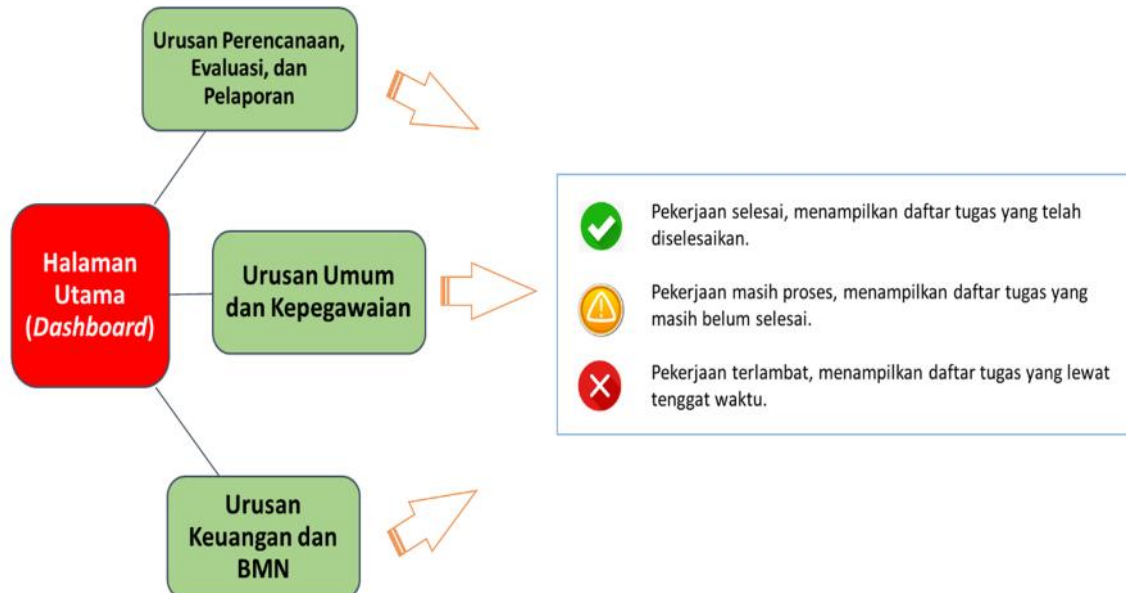 Urusan Perencanaan,
Evaluasi, dan
Pelaporan
Halaman
Utama
(Dashboard)
Urusan Umum
dan Kepegawaian
Urusan
Keuangan dan
BMN
Pekerjaan selesai, menampilkan daftar tugas yang telah
diselesaikan.
Pekerjaan masih proses, menampilkan daftar tugas yang
masih belum selesai.
Pekerjaan terlambat, menampilkan daftar tugas yang lewat
tenggat waktu.